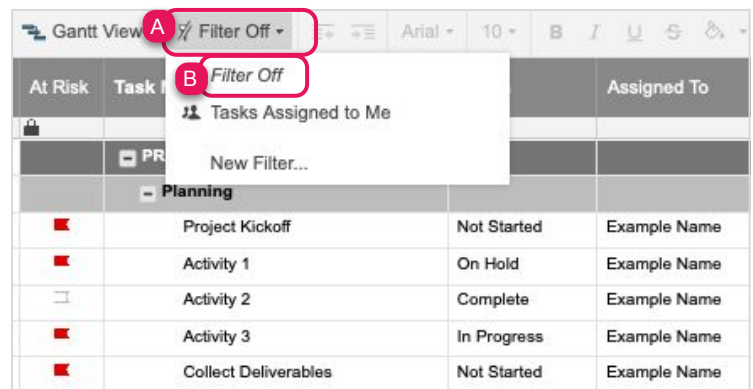 Gantt View A Filter Off Arial 10 B I U S
At Risk Task Assigned To
B Filter Off
Tasks Assigned to Me
New Filter...
PR
Planning
Project Kickoff Not Started Example Name
Activity 1 On Hold Example Name
Activity 2 Complete Example Name
Activity 3 In Progress Example Name
Collect Deliverables Not Started Example Name